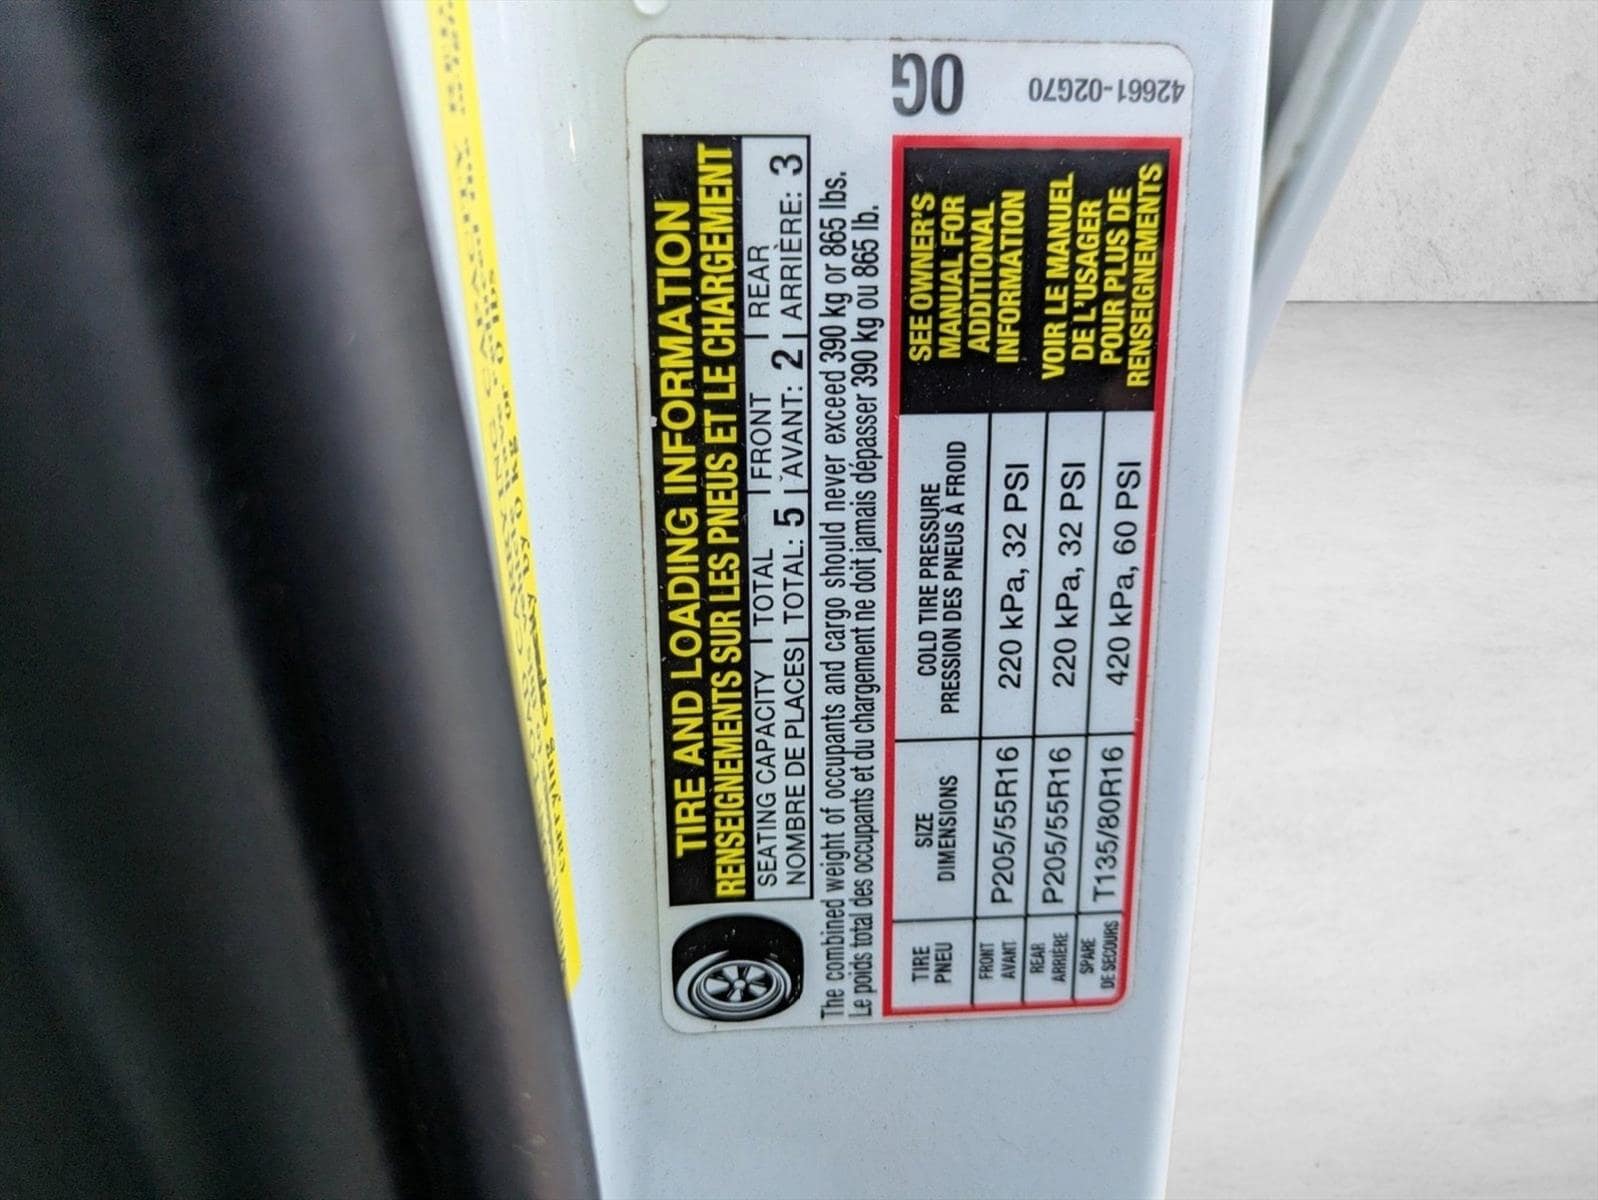 TIRE AND LOADING INFORMATION
RENSEIGNEMENTS SUR LES PNEUS ET LE CHARGEMENT
SEATING CAPACITY | TOTAL | FRONT | REAR
NOMBRE DE PLACES | TOTAL: 5 | AVANT: 2 | ARRIÈRE: 3
The combined weight of occupants and cargo should never exceed 390 kg or 865 lbs.
Le poids total des occupants et du chargement ne doit jamais dépasser 390 kg ou 865 lb.
TIRE
PNEU
SIZE
DIMENSIONS
COLD TIRE PRESSURE
PRESSION DES PNEUS À FROID
FRONT
AVANT
P205/55R16
220 kPa, 32 PSI
REAR
ARRIÈRE
P205/55R16
220 kPa, 32 PSI
SPARE
DE SECOURS
T135/80R16
420 kPa, 60 PSI
SEE OWNER'S
MANUAL FOR
ADDITIONAL
INFORMATION
VOIR LE MANUEL
DE L'USAGER
POUR PLUS DE
RENSEIGNEMENTS
0G
42661-02G70